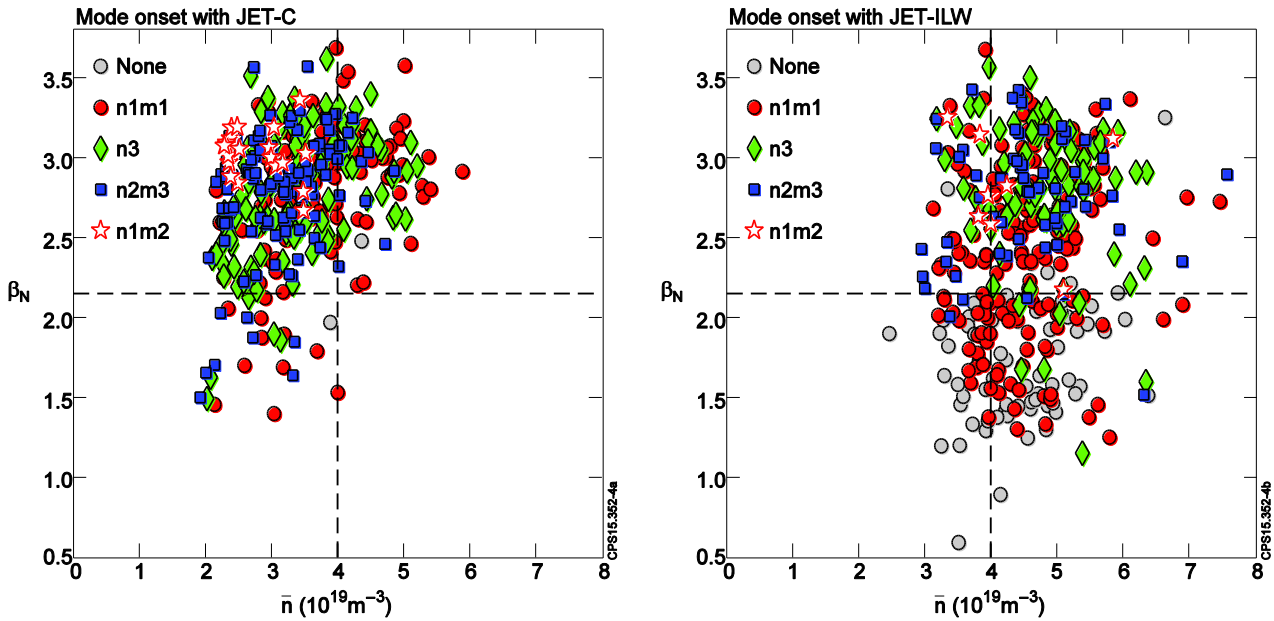 Mode onset with JET-C
3.5
3.0
2.5
βN
2.0
1.5
1.0
0.5
None
n1m1
n3
n2m3
n1m2
0 1 2 3 4 5 6 7 8
n̅ (10¹⁹m⁻³)
CPS15.352-4a
Mode onset with JET-ILW
3.5
3.0
2.5
βN
2.0
1.5
1.0
0.5
None
n1m1
n3
n2m3
n1m2
0 1 2 3 4 5 6 7 8
n̅ (10¹⁹m⁻³)
CPS15.352-4b